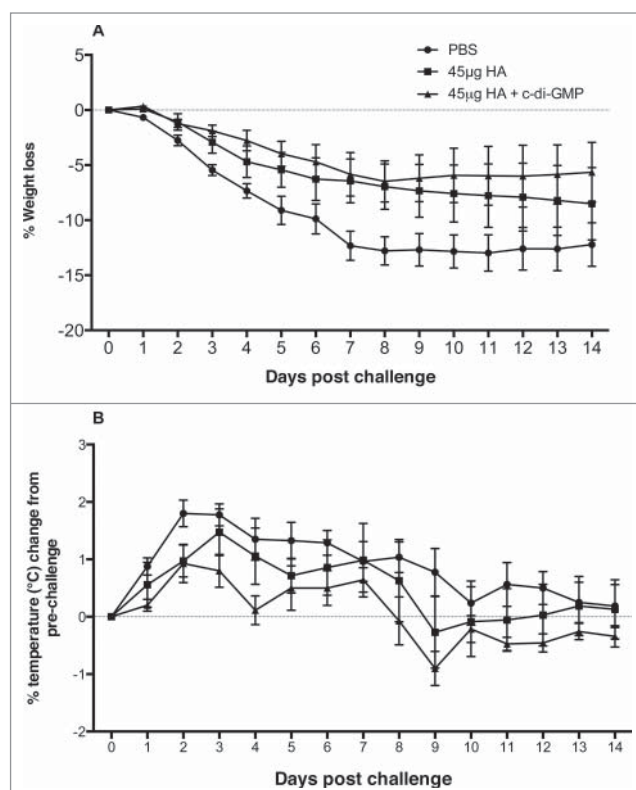 A
PBS
45µg HA
45µg HA + c-di-GMP
% Weight loss
5
0
-5
-10
-15
-20
0 1 2 3 4 5 6 7 8 9 10 11 12 13 14
Days post challenge
B
% temperature (°C) change from
pre-challenge
3
2
1
0
-1
-2
0 1 2 3 4 5 6 7 8 9 10 11 12 13 14
Days post challenge